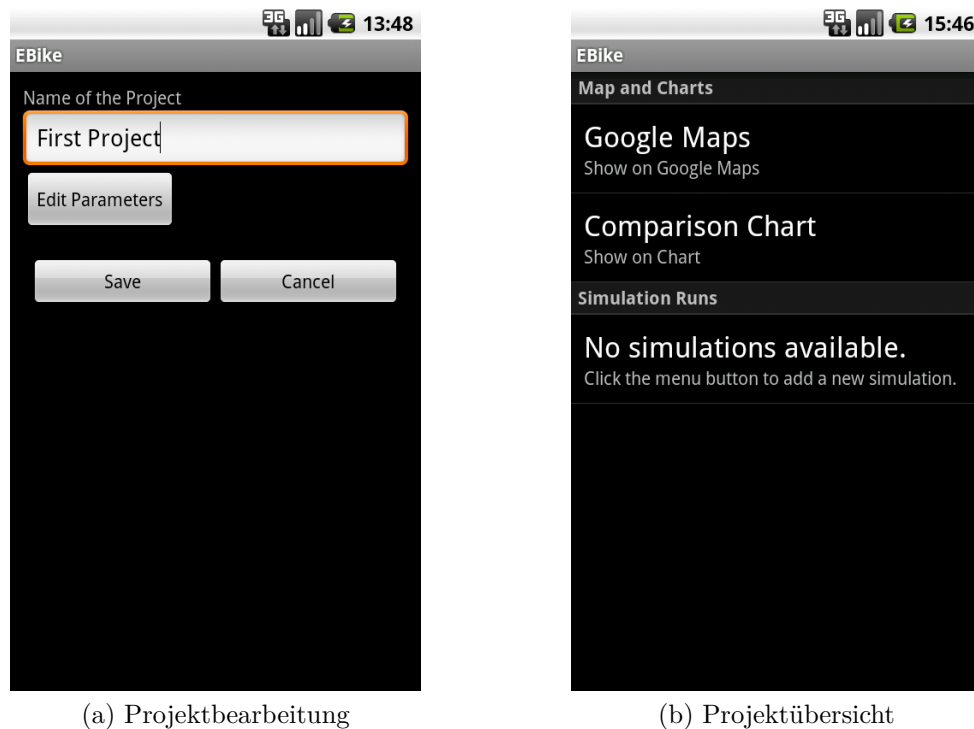 3G 13:48
EBike
Name of the Project
First Project
Edit Parameters
Save Cancel
(a) Projektbearbeitung
3G 15:46
EBike
Map and Charts
Google Maps
Show on Google Maps
Comparison Chart
Show on Chart
Simulation Runs
No simulations available.
Click the menu button to add a new simulation.
(b) Projektübersicht